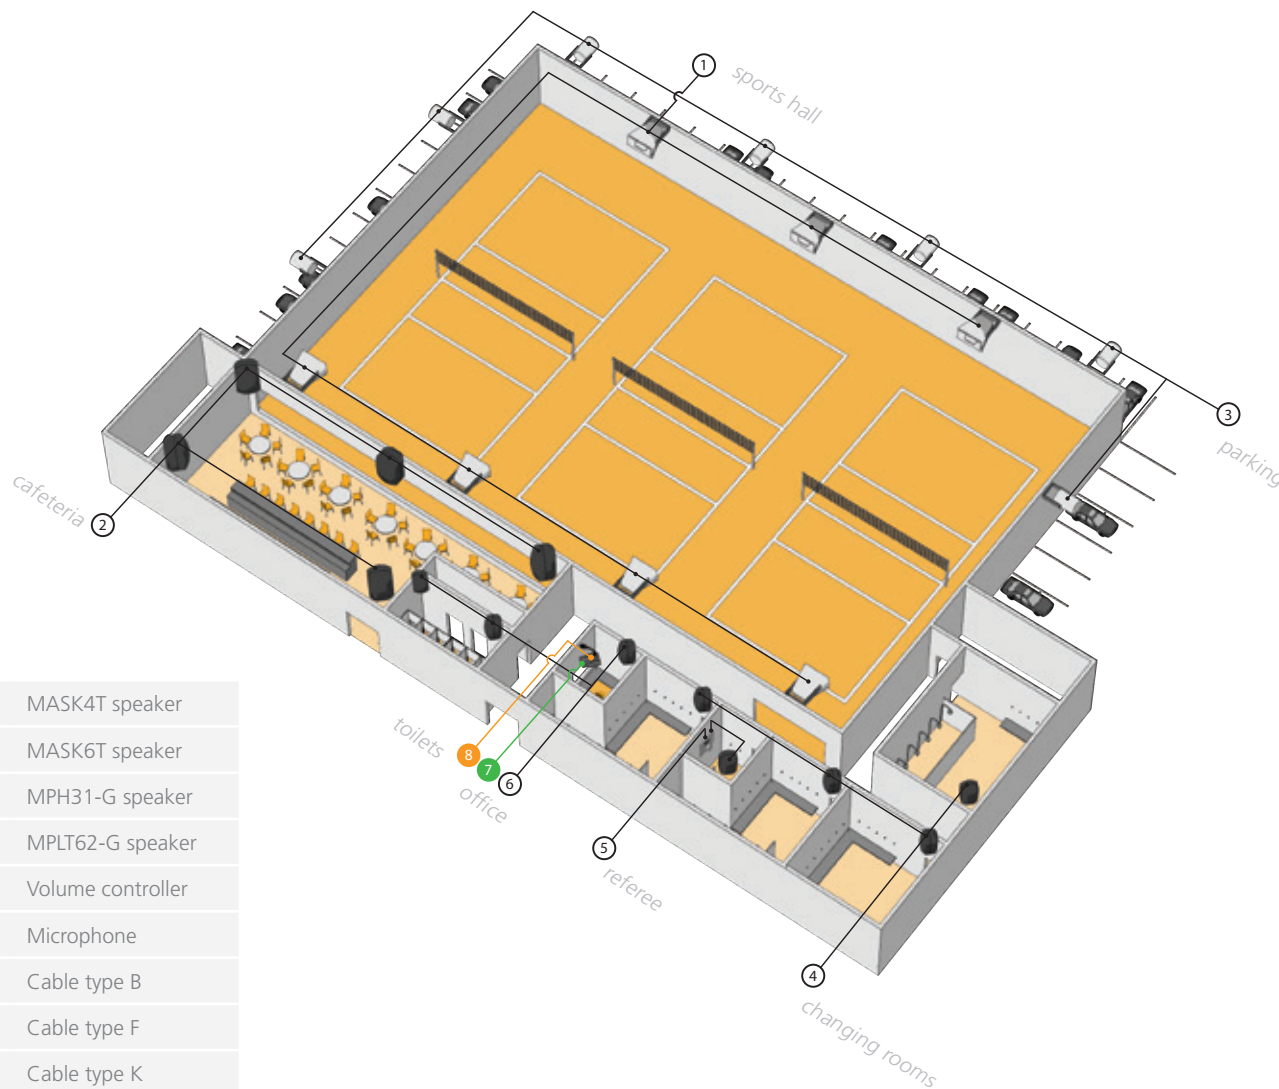 1
sports hall
3
parking
cafeteria
2
MASK4T speaker
MASK6T speaker
MPH31-G speaker
MPLT62-G speaker
Volume controller
Microphone
Cable type B
Cable type F
Cable type K
toilets
8
7
6
office
5
referee
4
changing rooms